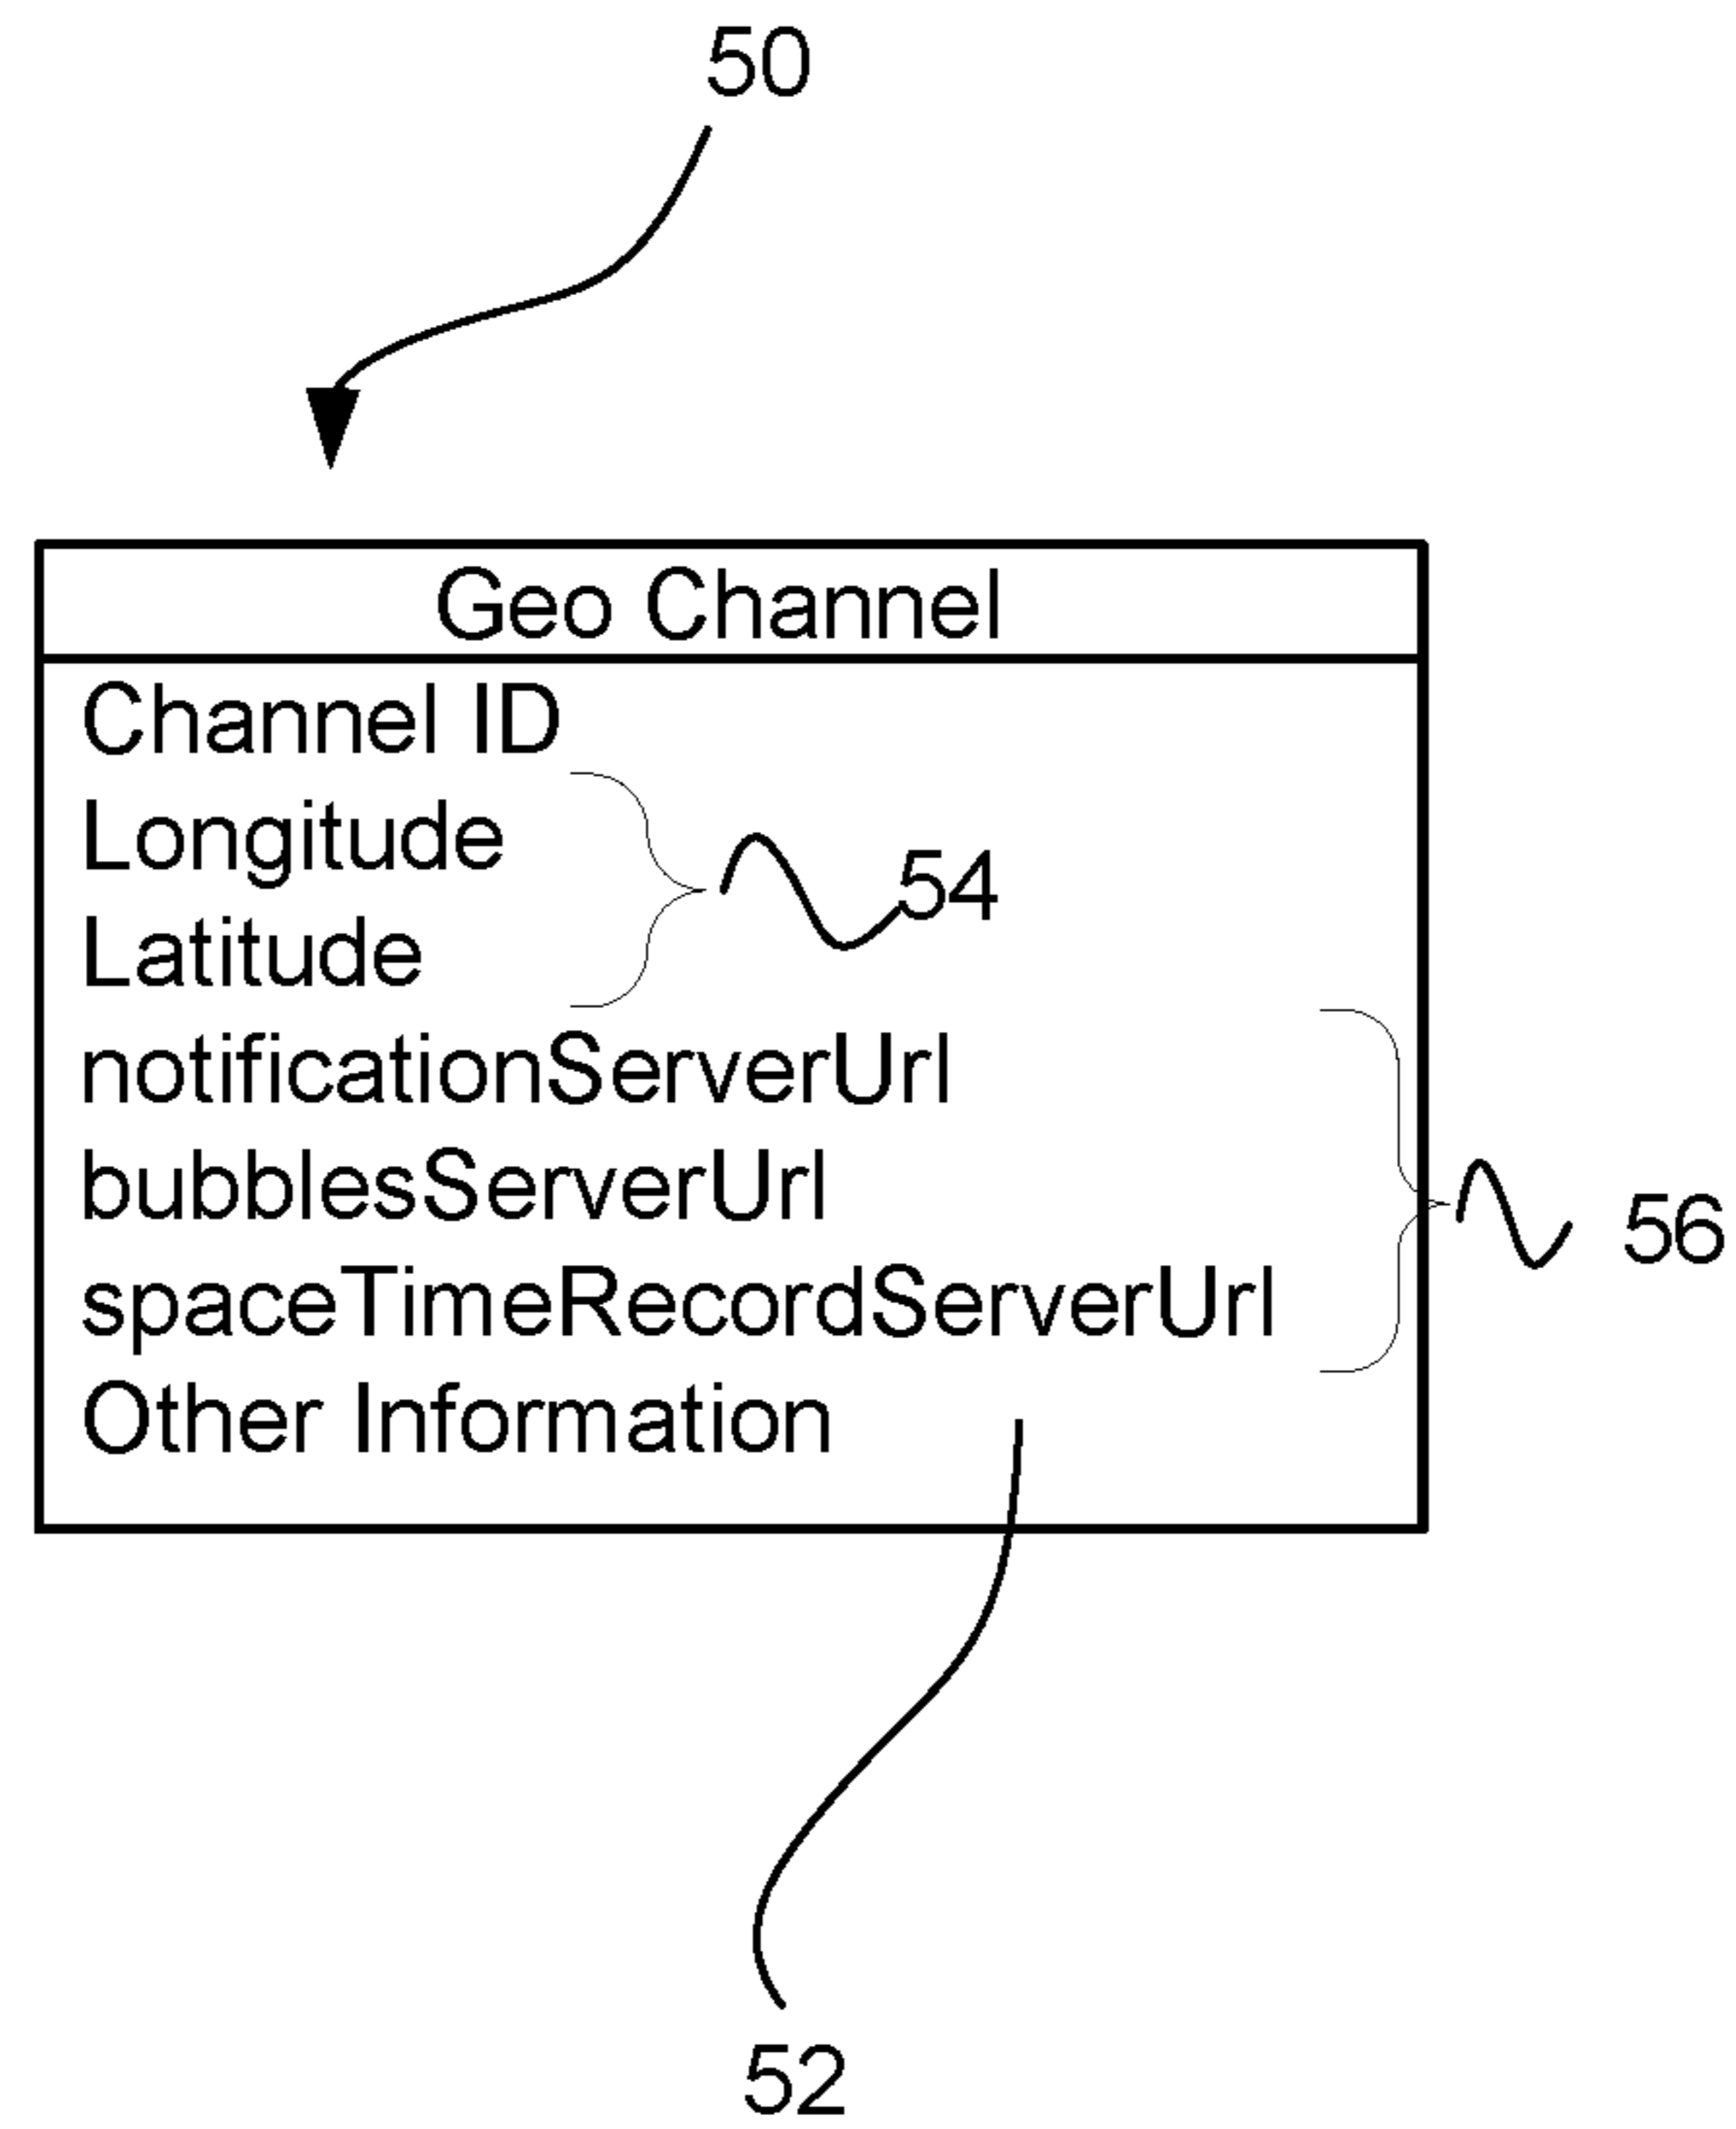 50
Geo Channel
Channel ID
Longitude
54
Latitude
notificationServerUrl
bubblesServerUrl
56
spaceTimeRecordServerUrl
Other Information
52